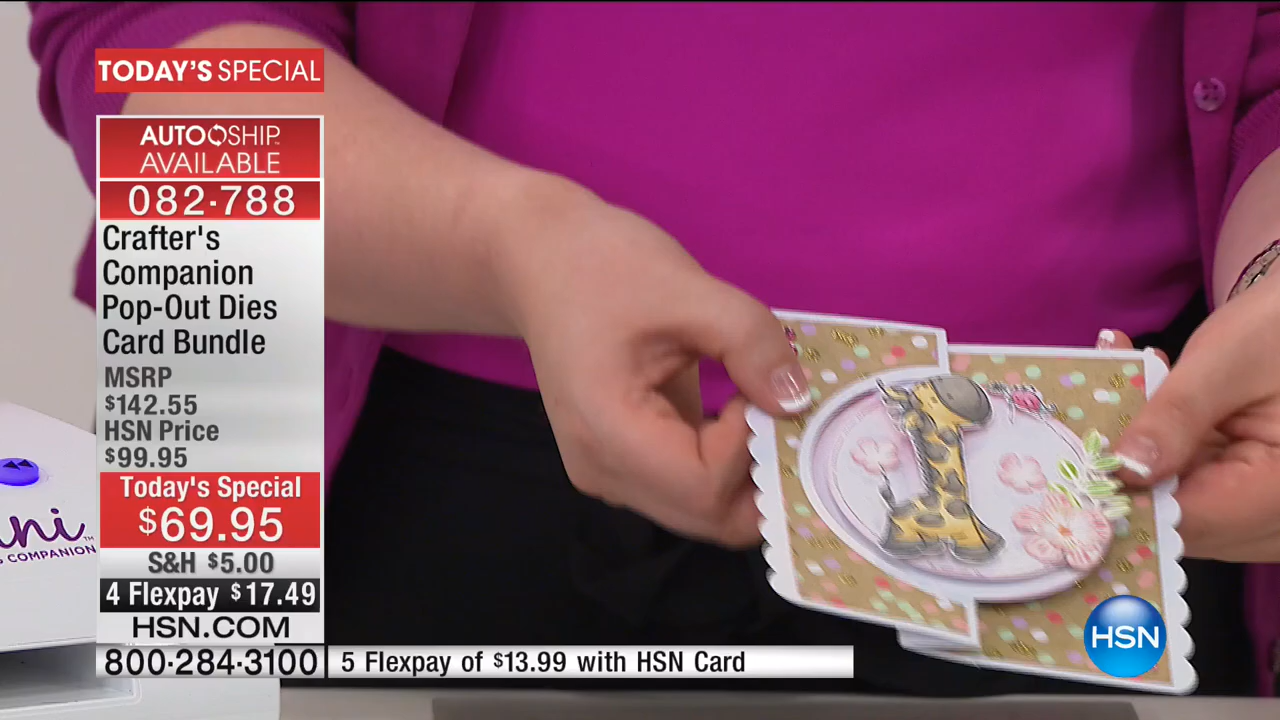 TODAY'S SPECIAL
AUTOSHIP
AVAILABLE
082-788
Crafter's
Companion
Pop-Out Dies
Card Bundle
MSRP
$142.55
HSN Price
$99.95
Today's Special
$69.95
S&H $5.00
4 Flexpay $17.49
HSN.COM
800-284-3100
5 Flexpay of $13.99 with HSN Card
HSN
COMPANION